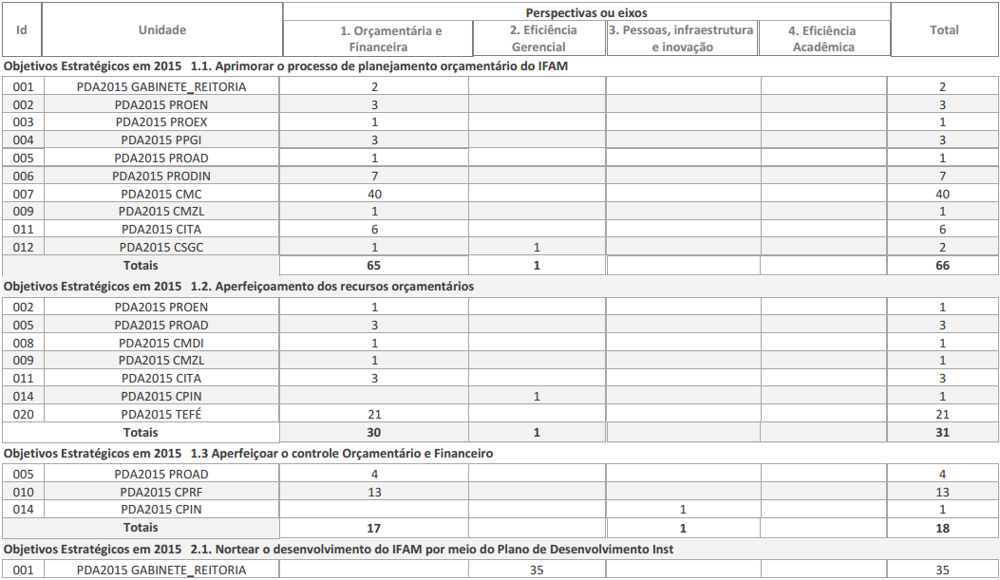 Id Unidade Perspectivas ou eixos Total
1. Orçamentária e Financeira 2. Eficiência Gerencial 3. Pessoas, infraestrutura e inovação 4. Eficiência Acadêmica
Objetivos Estratégicos em 2015 1.1. Aprimorar o processo de planejamento orçamentário do IFAM
001 PDA2015 GABINETE_REITORIA 2 2
002 PDA2015 PROEN 3 3
003 PDA2015 PROEX 1 1
004 PDA2015 PPGI 3 3
005 PDA2015 PROAD 1 1
006 PDA2015 PRODIN 7 7
007 PDA2015 CMC 40 40
009 PDA2015 CMZL 1 1
011 PDA2015 CITA 6 6
012 PDA2015 CSGC 1 1 2
Totais 65 1 66
Objetivos Estratégicos em 2015 1.2. Aperfeiçoamento dos recursos orçamentários
002 PDA2015 PROEN 1 1
005 PDA2015 PROAD 3 3
008 PDA2015 CMDI 1 1
009 PDA2015 CMZL 1 1
011 PDA2015 CITA 3 3
014 PDA2015 CPIN 1 1
020 PDA2015 TEFÉ 21 21
Totais 30 1 31
Objetivos Estratégicos em 2015 1.3 Aperfeiçoar o controle Orçamentário e Financeiro
005 PDA2015 PROAD 4 4
010 PDA2015 CPRF 13 13
014 PDA2015 CPIN 1 1
Totais 17 1 18
Objetivos Estratégicos em 2015 2.1. Nortear o desenvolvimento do IFAM por meio do Plano de Desenvolvimento Inst
001 PDA2015 GABINETE_REITORIA 35 35